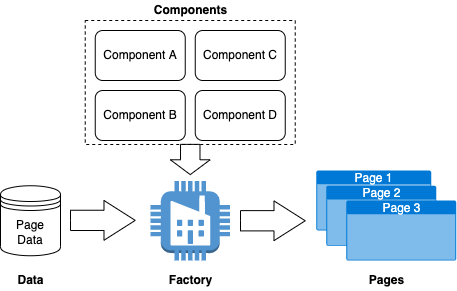 Components
Component A
Component C
Component B
Component D
Page 1
Page 2
Page 3
Page
Data
Data
Factory
Pages